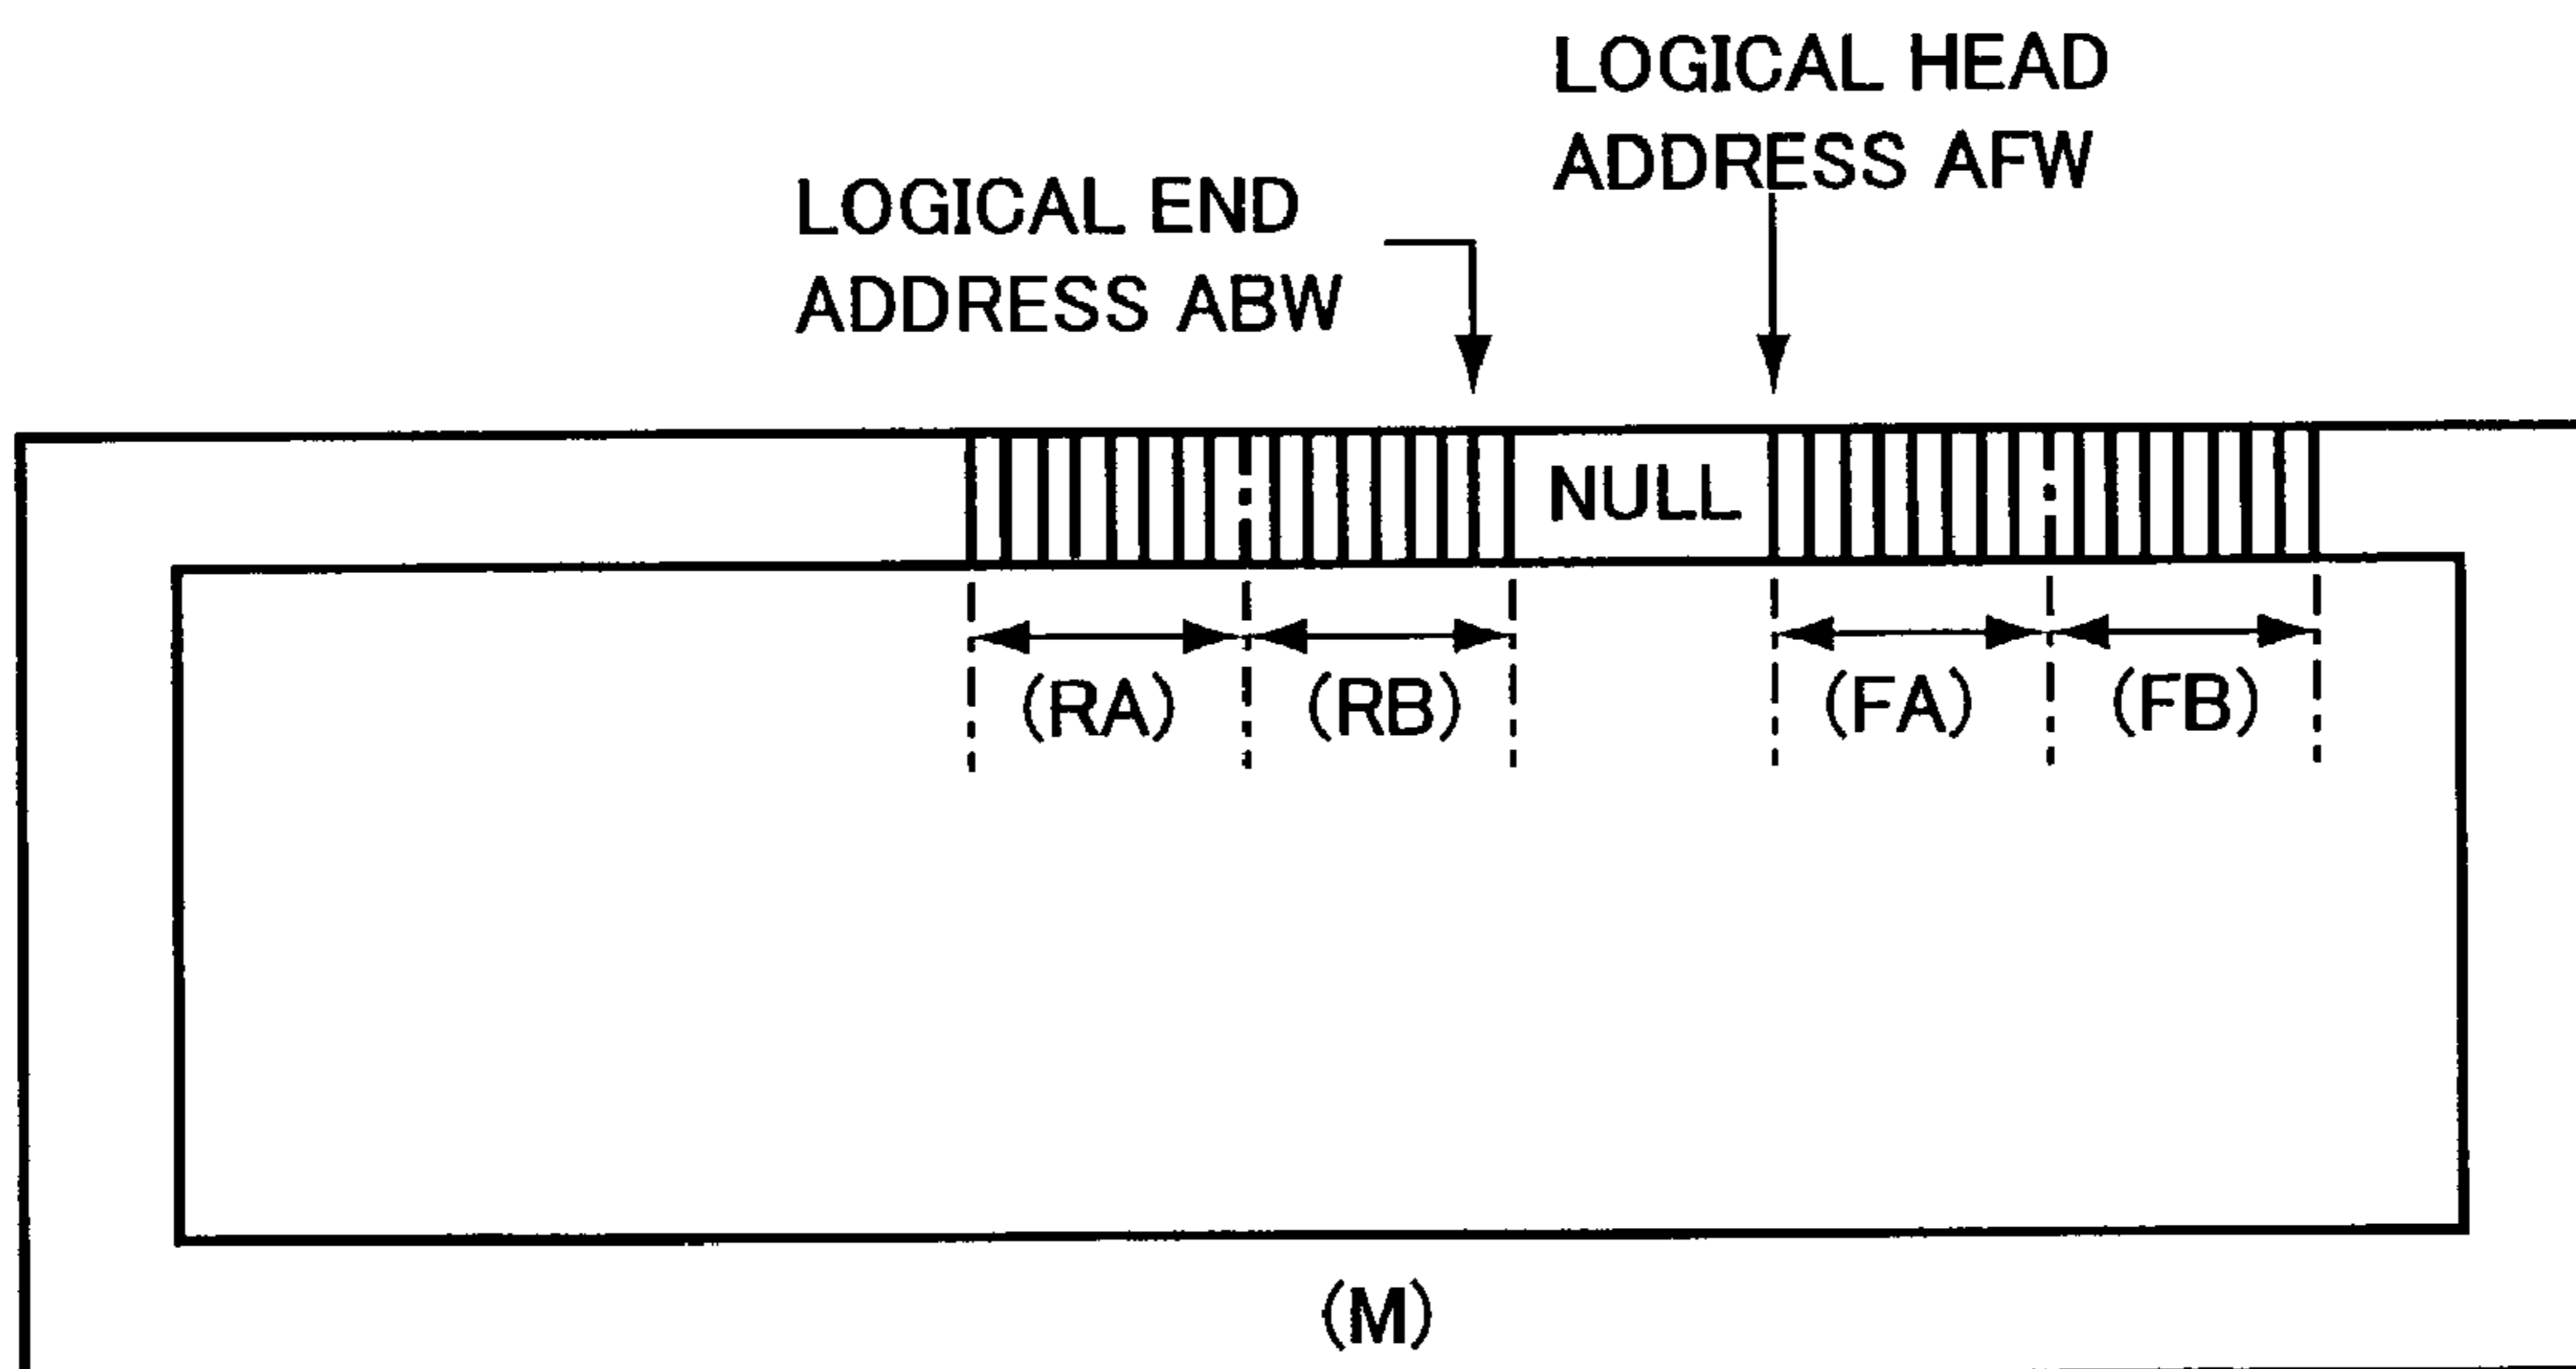 LOGICAL HEAD
ADDRESS AFW
LOGICAL END
ADDRESS ABW
NULL
(RA) (RB) (FA) (FB)
(M)